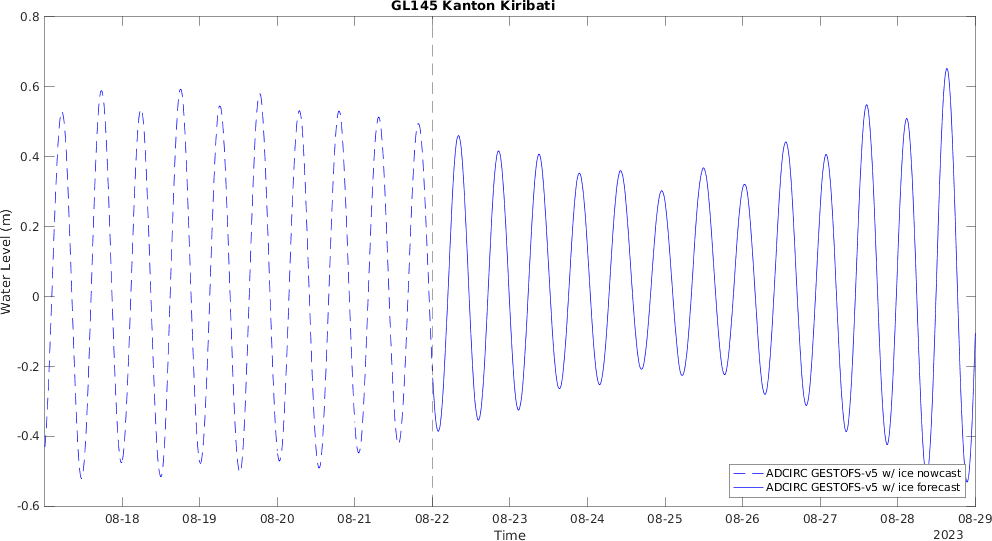 GL145 Kanton Kiribati
0.8
0.6
0.4
0.2
0
-0.2
-0.4
-0.6
Water Level (m)
ADCIRC GESTOFS-v5 w/ ice nowcast
ADCIRC GESTOFS-v5 w/ ice forecast
08-18 08-19 08-20 08-21 08-22 08-23 08-24 08-25 08-26 08-27 08-28 08-29
Time
2023